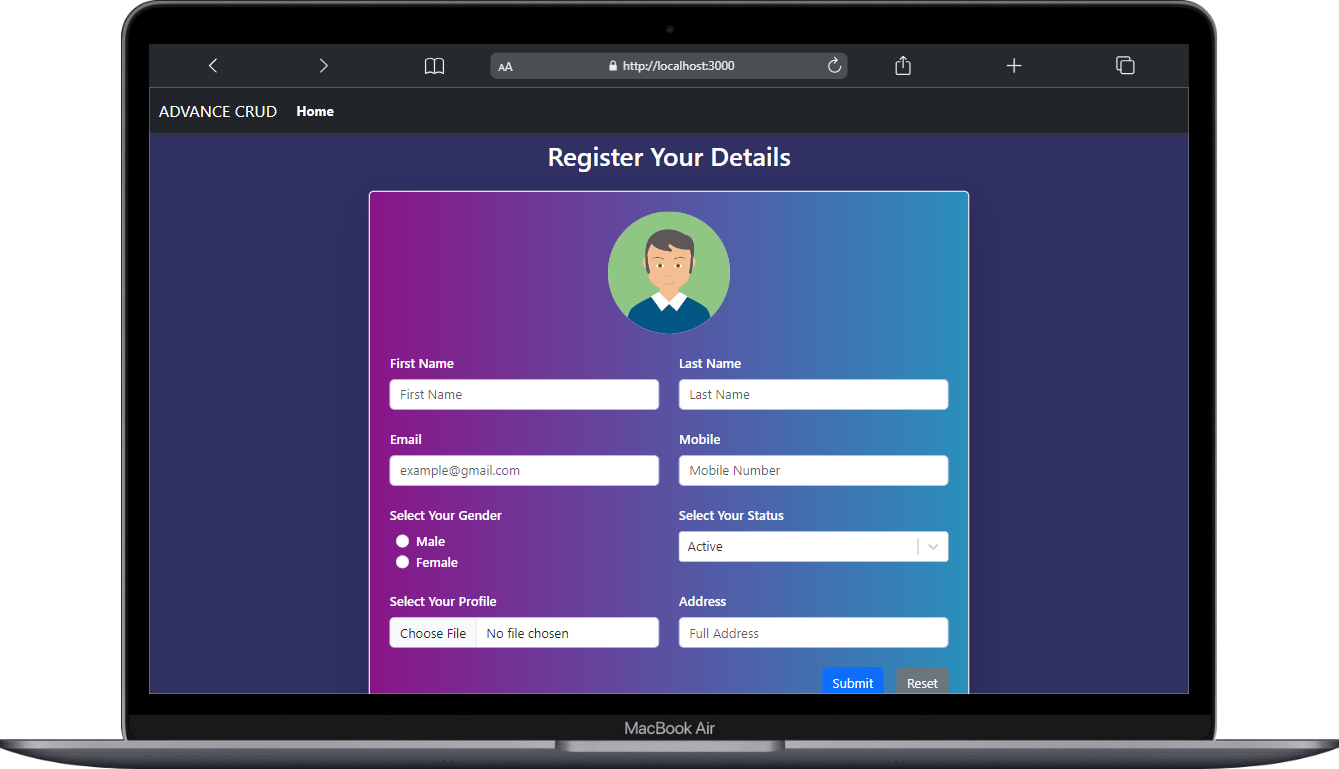 AA http://localhost:3000
ADVANCE CRUD Home
Register Your Details
First Name Last Name
First Name Last Name
Email Mobile
example@gmail.com Mobile Number
Select Your Gender Select Your Status
Male Active
Female
Select Your Profile Address
Choose File No file chosen Full Address
Submit Reset
MacBook Air